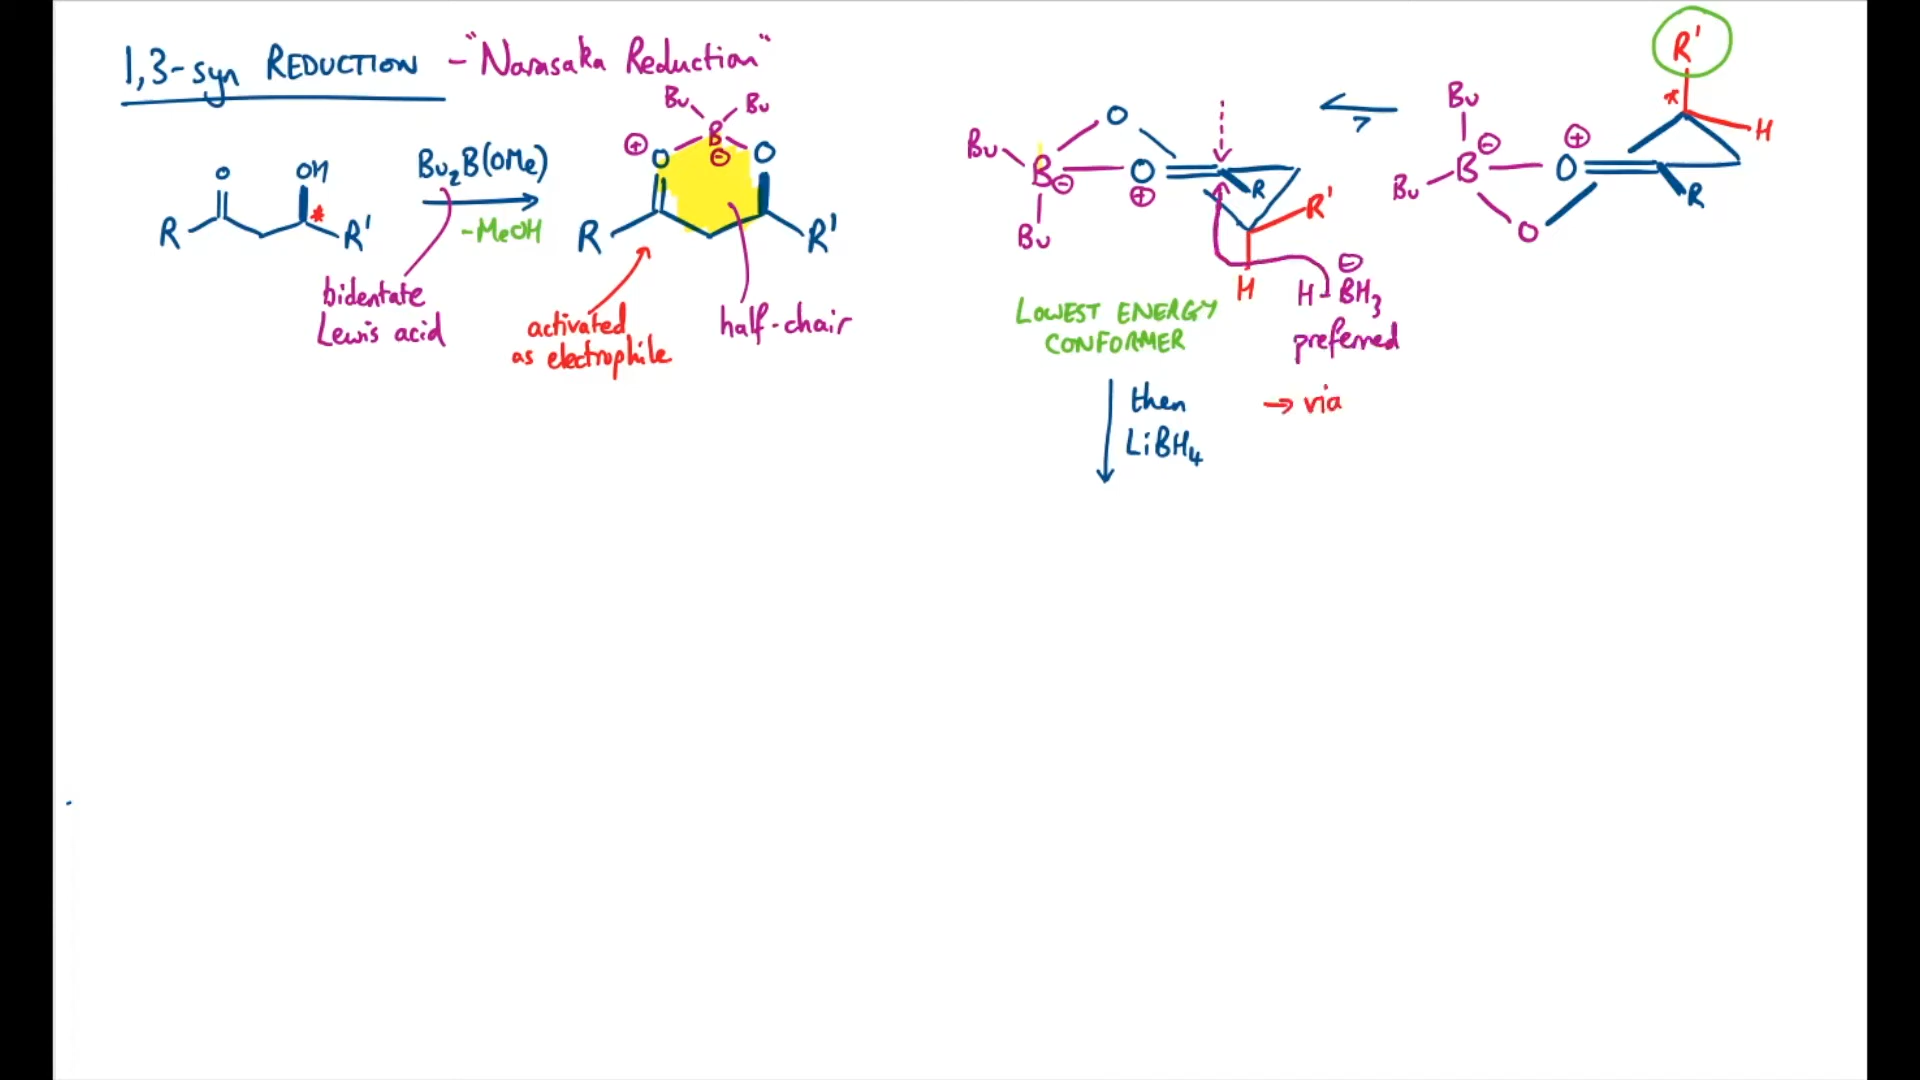 1,3-syn REDUCTION - "Narasaka Reduction"
Bu Bu
B
⊕ ⊖
O O
R R'
O OH
R * R'
Bu₂B(OMe)
-MeOH
bidentate
Lewis acid
activated
as electrophile
half-chair
O
Bu B⊖ O⊕ R
Bu
R'
H
H-BH₃ ⊖
preferred
LOWEST ENERGY
CONFORMER
then
LiBH₄
→ via
R'
* H
Bu
B⊖ O⊕
Bu R
O